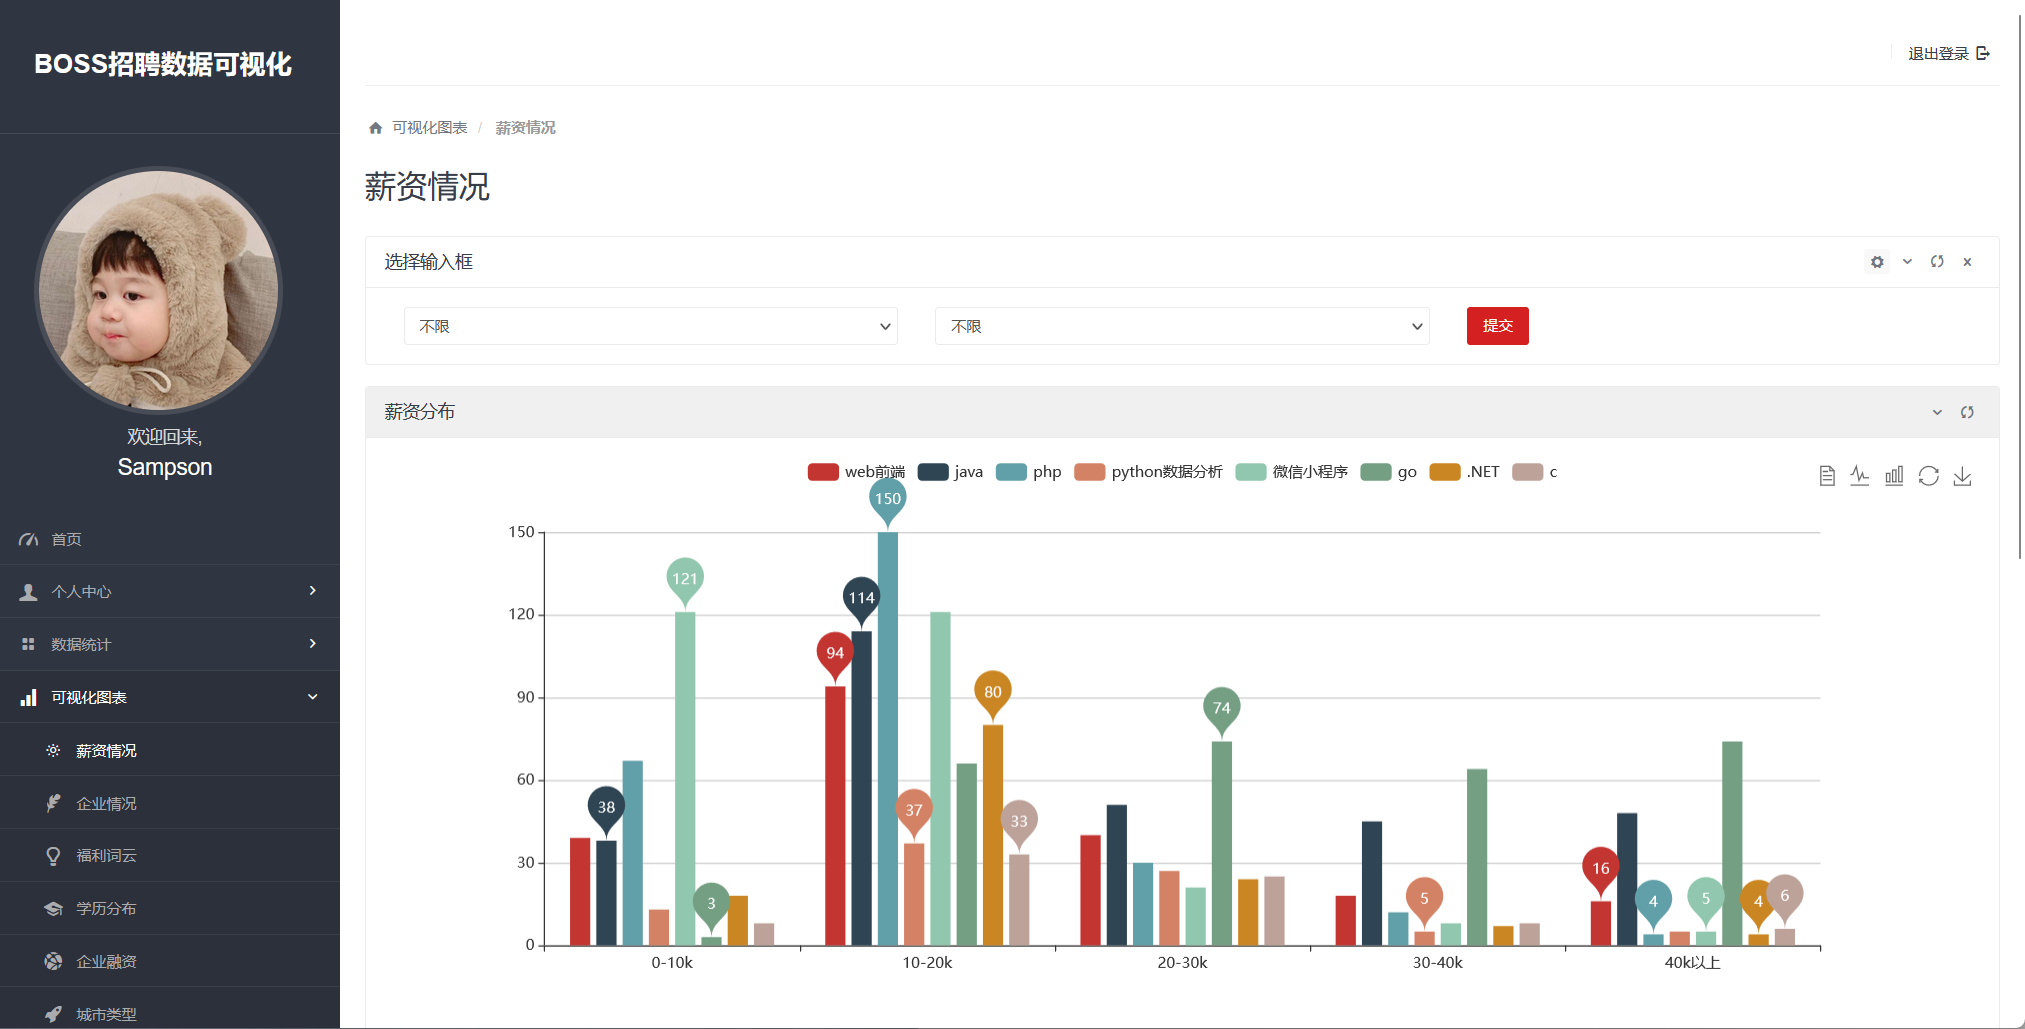 BOSS招聘数据可视化
欢迎回来,
Sampson
首页
个人中心
数据统计
可视化图表
薪资情况
企业情况
福利词云
学历分布
企业融资
城市类型
退出登录
可视化图表 / 薪资情况
薪资情况
选择输入框
不限 不限 提交
薪资分布
web前端 java php python数据分析 微信小程序 go .NET c
150
120
90
60
30
0
38
121
3
94
114
150
37
80
33
74
5
16
4
5
4
6
0-10k 10-20k 20-30k 30-40k 40k以上